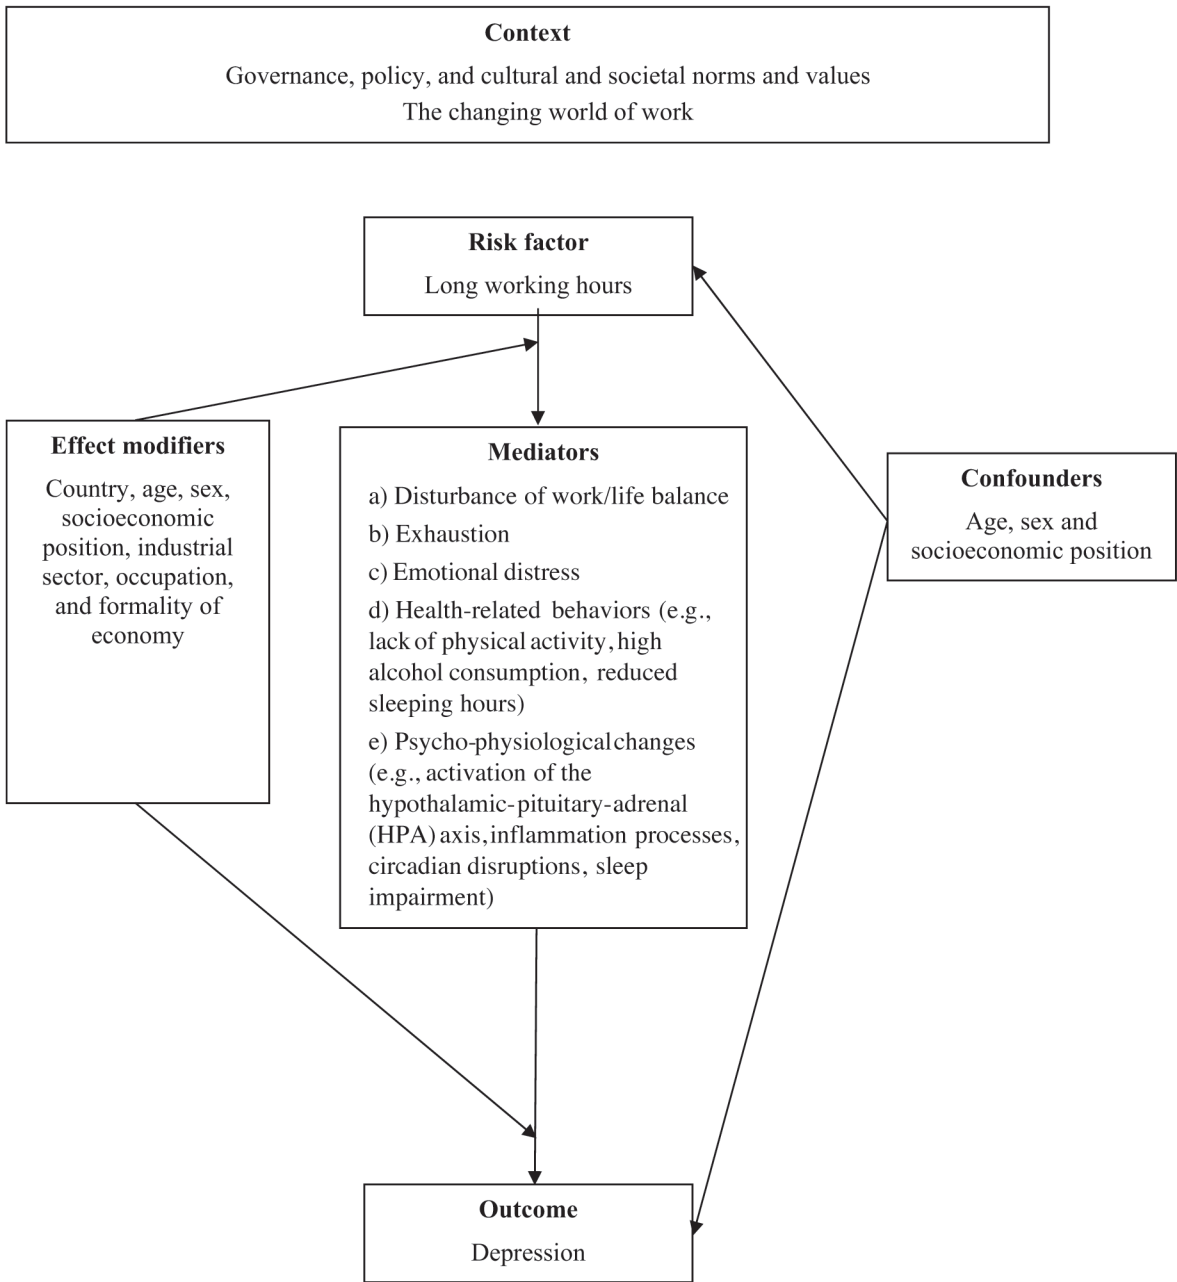 Context
Governance, policy, and cultural and societal norms and values
The changing world of work
Risk factor
Long working hours
Effect modifiers
Country, age, sex,
socioeconomic
position, industrial
sector, occupation,
and formality of
economy
Mediators
a) Disturbance of work/life balance
b) Exhaustion
c) Emotional distress
d) Health-related behaviors (e.g.,
lack of physical activity, high
alcohol consumption, reduced
sleeping hours)
e) Psycho-physiological changes
(e.g., activation of the
hypothalamic-pituitary-adrenal
(HPA) axis, inflammation processes,
circadian disruptions, sleep
impairment)
Confounders
Age, sex and
socioeconomic position
Outcome
Depression